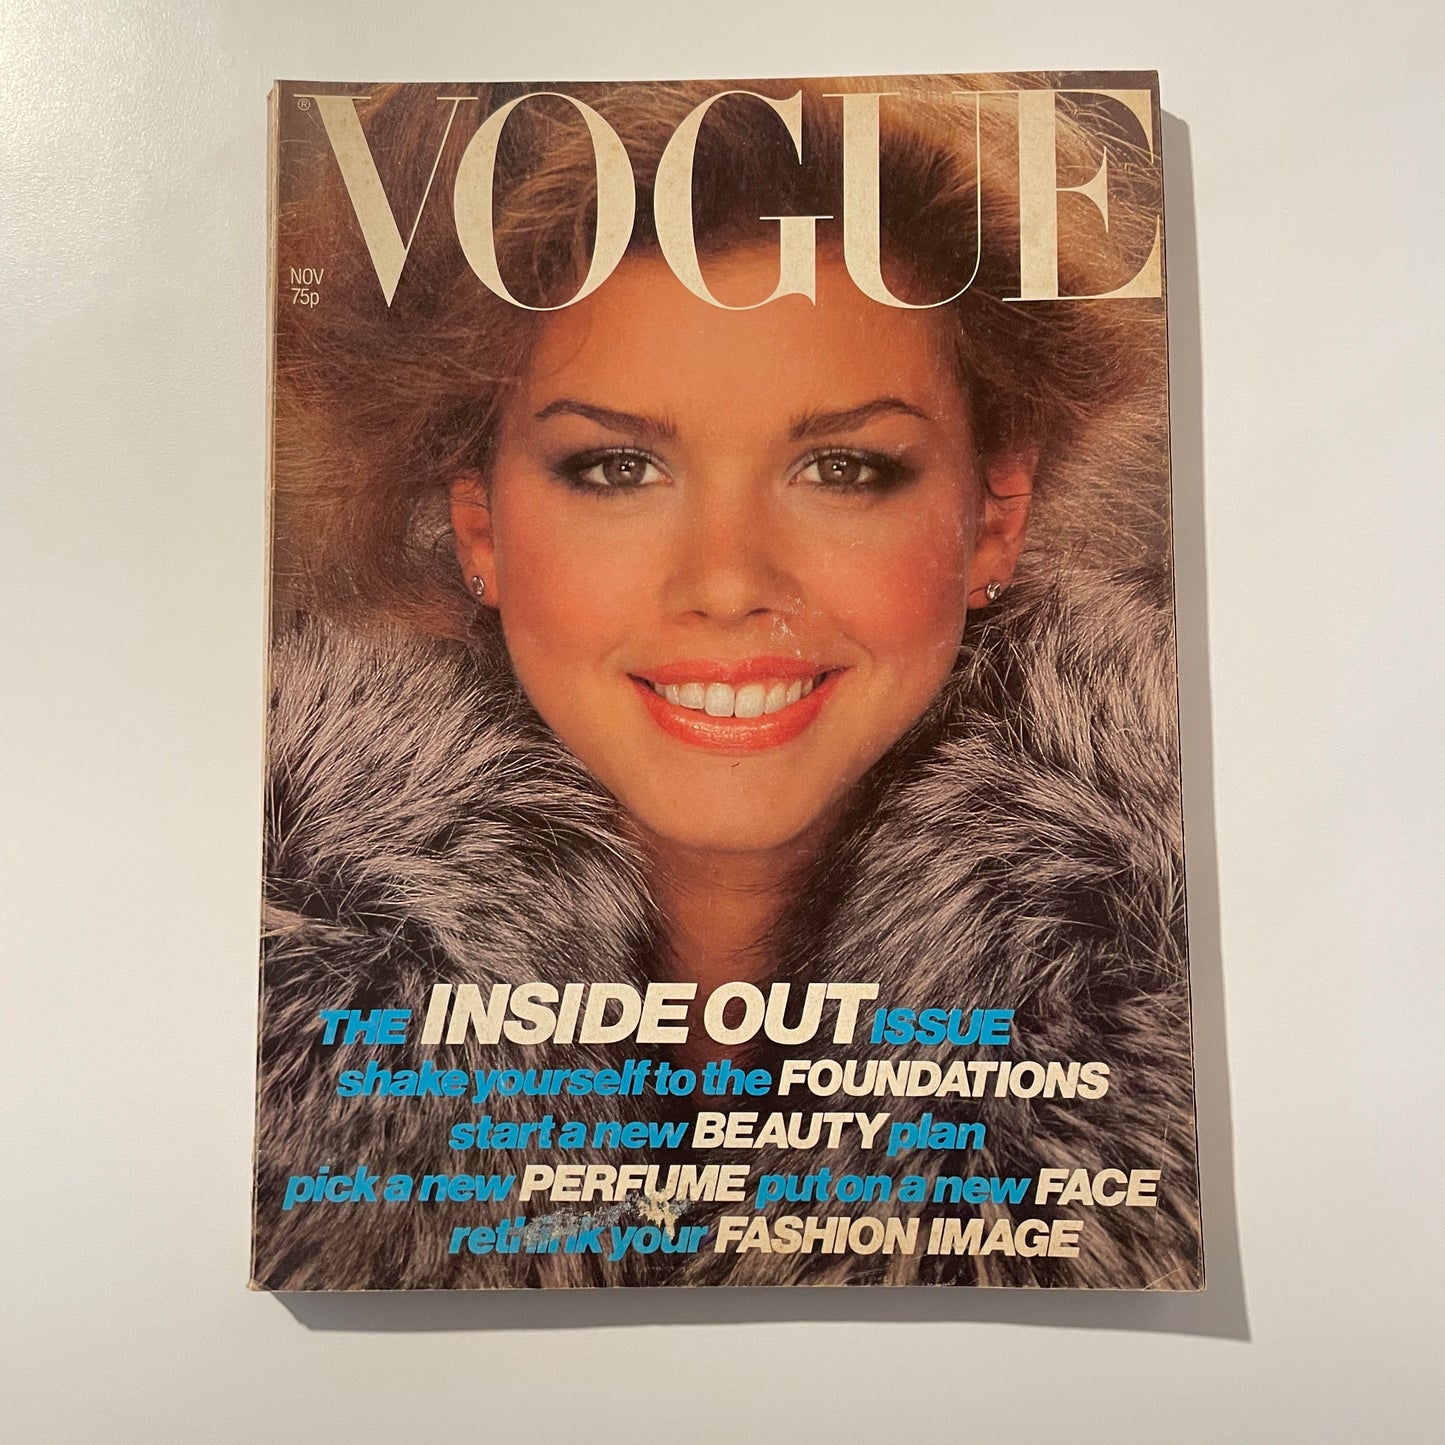 ® VOGUE
NOV
75p
THE INSIDE OUT ISSUE
shake yourself to the FOUNDATIONS
start a new BEAUTY plan
pick a new PERFUME put on a new FACE
rethink your FASHION IMAGE